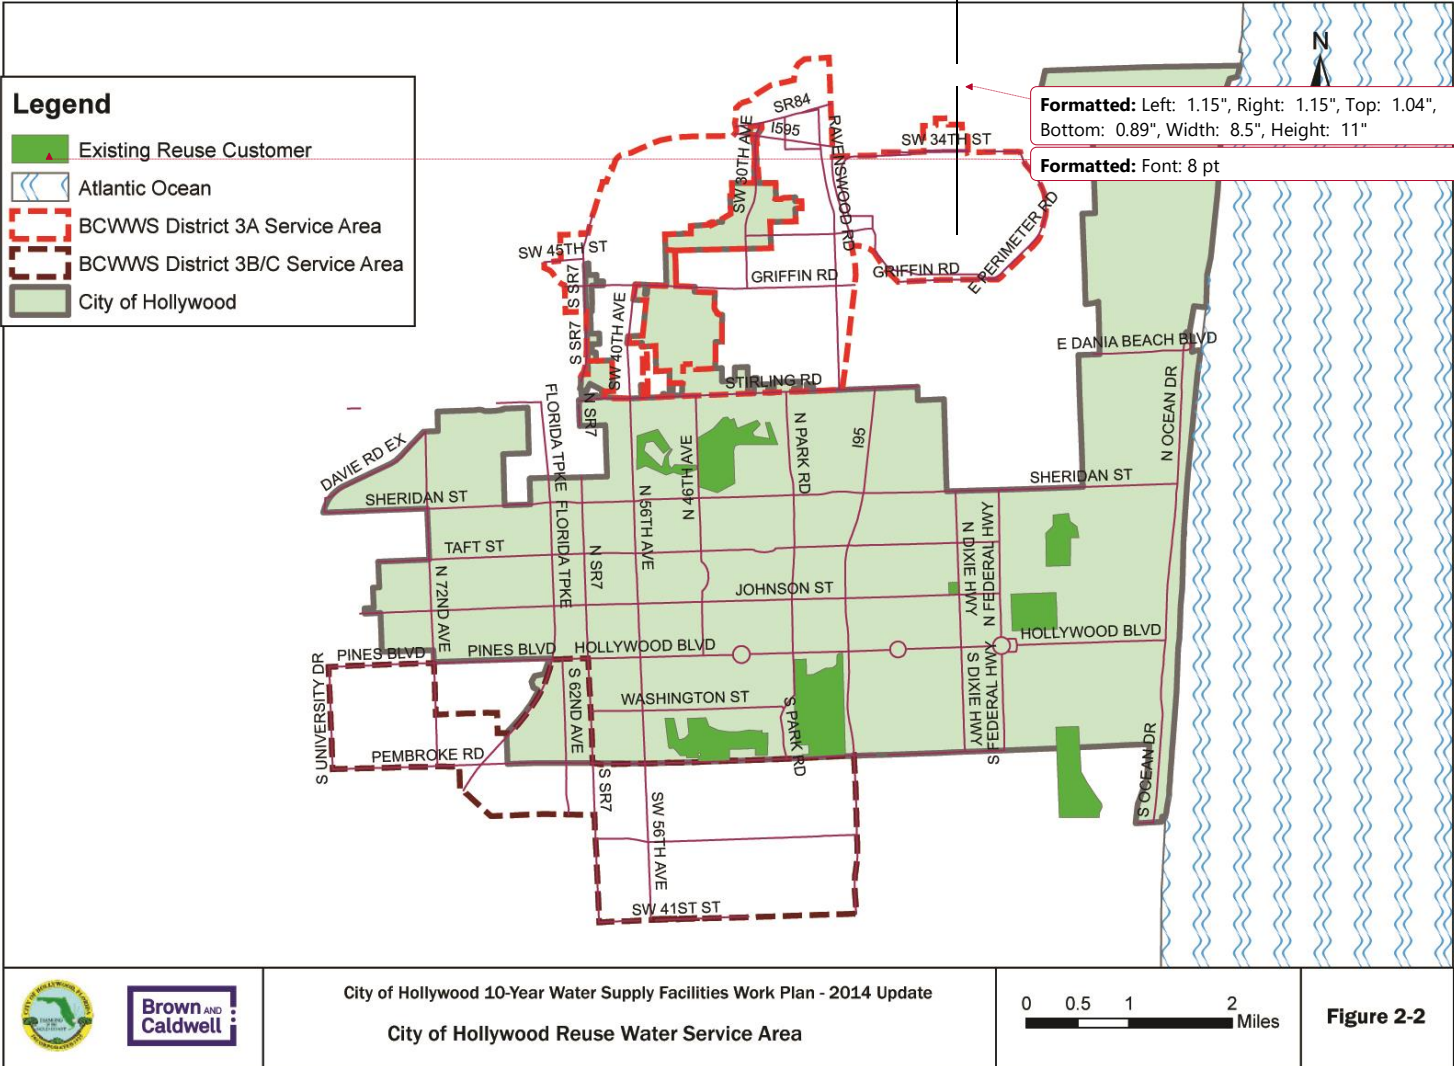 N
Formatted: Left:  1.15", Right:  1.15", Top:  1.04",
Bottom:  0.89", Width:  8.5", Height:  11"
Formatted: Font: 8 pt
Legend
Existing Reuse Customer
Atlantic Ocean
BCWWS District 3A Service Area
BCWWS District 3B/C Service Area
City of Hollywood
SR84
I595
SW 30TH AVE
RAVENSWOOD RD
SW 34TH ST
E PERIMETER RD
SW 45TH ST
S SR7
S SR7
GRIFFIN RD
GRIFFIN RD
SW 40TH AVE
E DANIA BEACH BLVD
STIRLING RD
N OCEAN DR
FLORIDA TPKE
N SR7
N 46TH AVE
N PARK RD
I95
DAVIE RD EX
SHERIDAN ST
SHERIDAN ST
N 56TH AVE
FLORIDA TPKE
N DIXIE HWY
N FEDERAL HWY
TAFT ST
N SR7
N 72ND AVE
JOHNSON ST
HOLLYWOOD BLVD
PINES BLVD
PINES BLVD
HOLLYWOOD BLVD
S UNIVERSITY DR
S 62ND AVE
WASHINGTON ST
S PARK RD
S DIXIE HWY
S FEDERAL HWY
S OCEAN DR
PEMBROKE RD
S SR7
SW 56TH AVE
SW 41ST ST
Brown AND
Caldwell
City of Hollywood 10-Year Water Supply Facilities Work Plan - 2014 Update
City of Hollywood Reuse Water Service Area
0 0.5 1 2
Miles
Figure 2-2